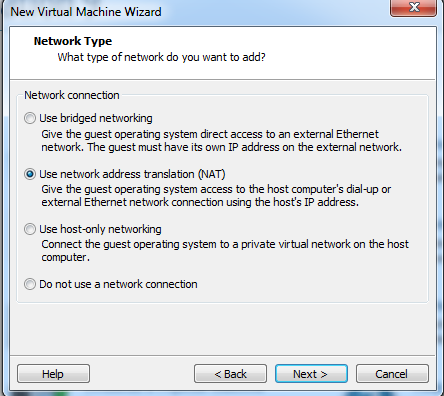 New Virtual Machine Wizard
Network Type
What type of network do you want to add?
Network connection
Use bridged networking
Give the guest operating system direct access to an external Ethernet
network. The guest must have its own IP address on the external network.
Use network address translation (NAT)
Give the guest operating system access to the host computer's dial-up or
external Ethernet network connection using the host's IP address.
Use host-only networking
Connect the guest operating system to a private virtual network on the host
computer.
Do not use a network connection
Help
< Back
Next >
Cancel